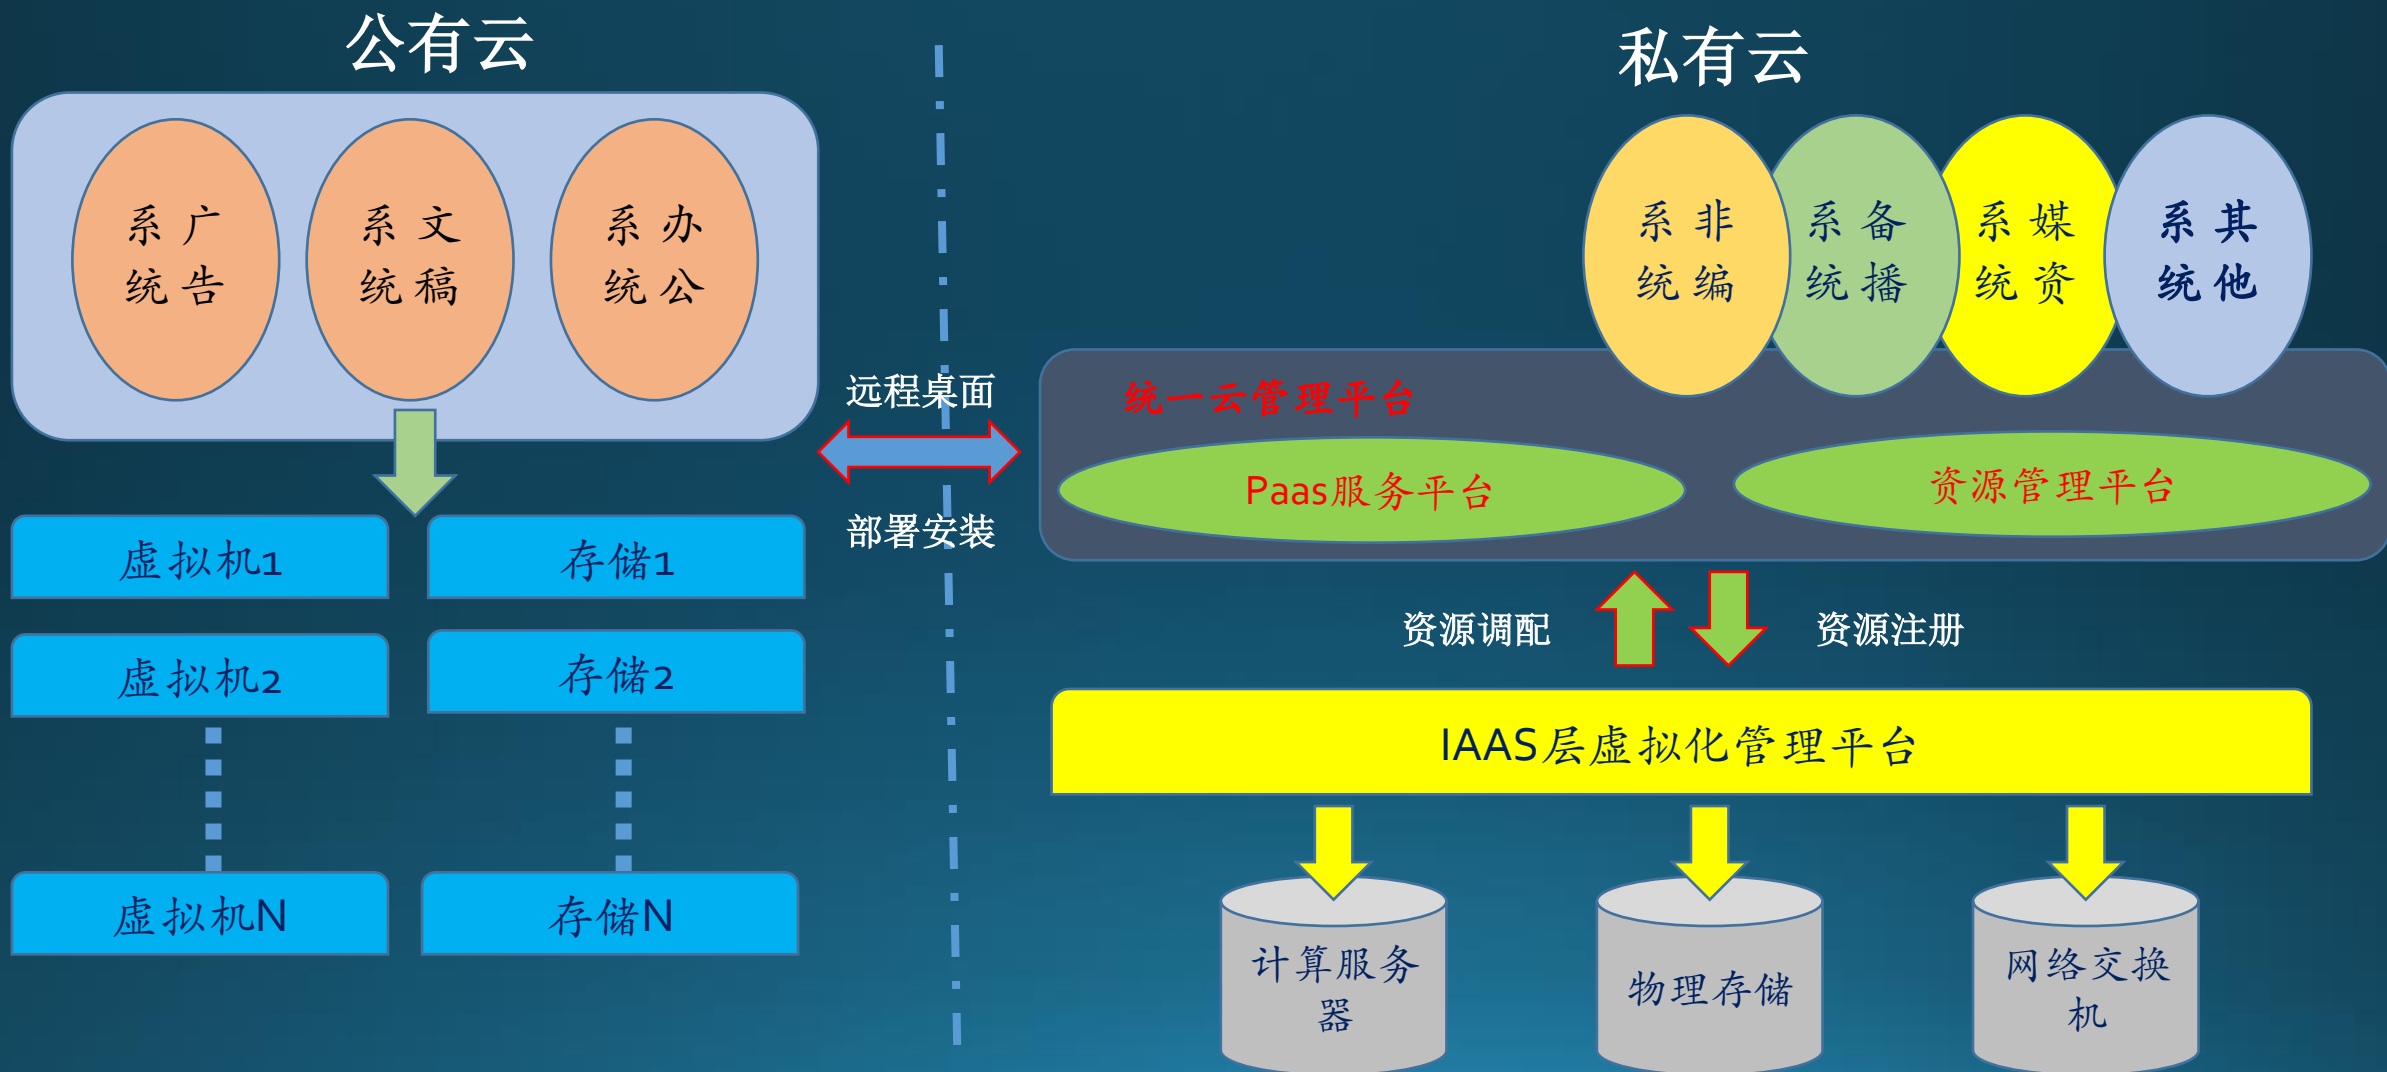 公有云
私有云
广告
系统
文稿
系统
办公
系统
非编
系统
备播
系统
媒资
系统
其他
系统
远程桌面
部署安装
统一云管理平台
Paas服务平台
资源管理平台
虚拟机1
存储1
虚拟机2
存储2
虚拟机N
存储N
资源调配
资源注册
IAAS层虚拟化管理平台
计算服务
器
物理存储
网络交换
机